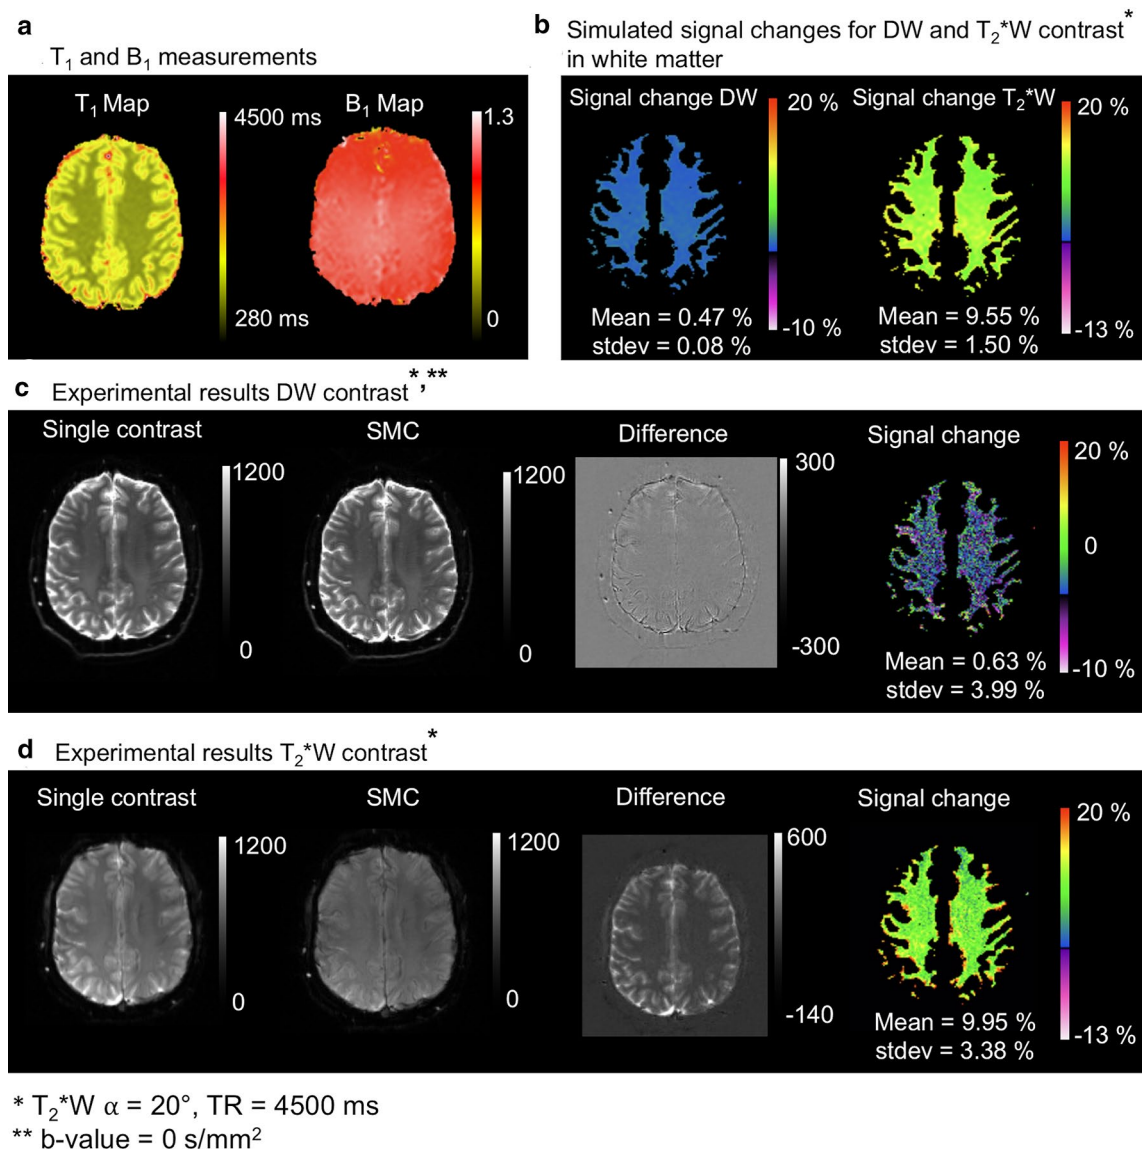 a
T1 and B1 measurements
T1 Map
B1 Map
4500 ms
280 ms
1.3
0
b
Simulated signal changes for DW and T2*W contrast*
in white matter
Signal change DW
20 %
-10 %
Mean = 0.47 %
stdev = 0.08 %
Signal change T2*W
20 %
-13 %
Mean = 9.55 %
stdev = 1.50 %
c
Experimental results DW contrast*,**
Single contrast
1200
0
SMC
1200
0
Difference
300
-300
Signal change
20 %
0
-10 %
Mean = 0.63 %
stdev = 3.99 %
d
Experimental results T2*W contrast*
Single contrast
1200
0
SMC
1200
0
Difference
600
-140
Signal change
20 %
-13 %
Mean = 9.95 %
stdev = 3.38 %
* T2*W α = 20°, TR = 4500 ms
** b-value = 0 s/mm²